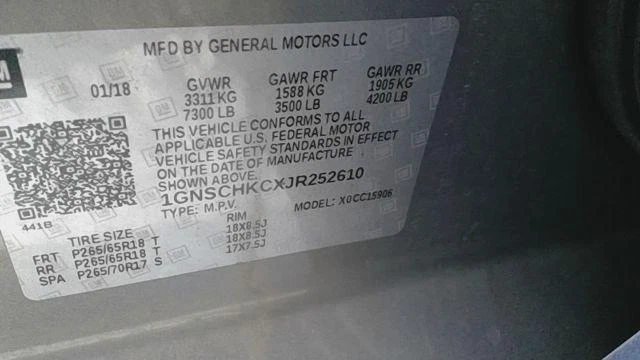 GM
MFD BY GENERAL MOTORS LLC
01/18 GVWR GAWR FRT GAWR RR
3311 KG 1588 KG 1905 KG
7300 LB 3500 LB 4200 LB
THIS VEHICLE CONFORMS TO ALL
APPLICABLE U.S. FEDERAL MOTOR
VEHICLE SAFETY STANDARDS IN EFFECT
ON THE DATE OF MANUFACTURE
SHOWN ABOVE.
1GNSCHKCXJR252610
TYPE: M.P.V. MODEL: X0CC15906
441B
TIRE SIZE RIM
FRT P265/65R18 T 18X8.5J
RR P265/65R18 T 18X8.5J
SPA P265/70R17 S 17X7.5J